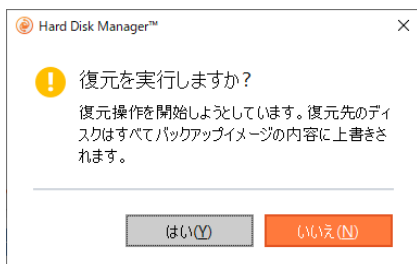 Hard Disk Manager™
復元を実行しますか?
復元操作を開始しようとしています。復元先のディ
スクはすべてバックアップイメージの内容に上書きさ
れます。
はい(Y)
いいえ(N)